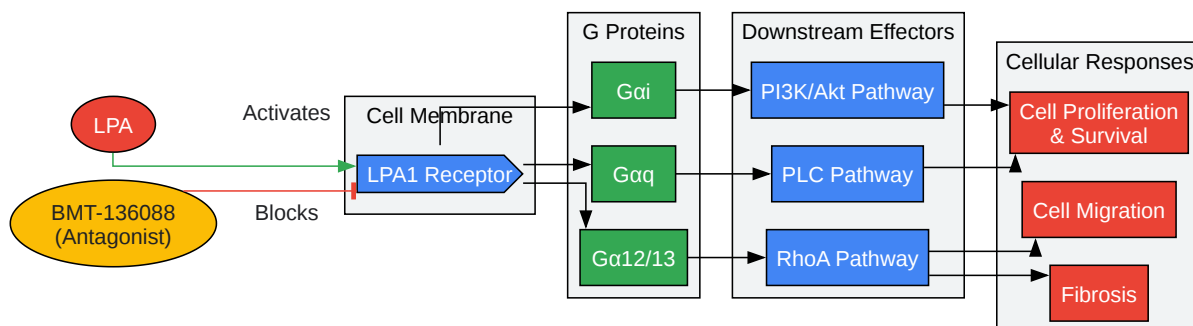 LPA
BMT-136088
(Antagonist)
Activates
Blocks
Cell Membrane
LPA1 Receptor
G Proteins
Gαi
Gαq
Gα12/13
Downstream Effectors
PI3K/Akt Pathway
PLC Pathway
RhoA Pathway
Cellular Responses
Cell Proliferation
& Survival
Cell Migration
Fibrosis